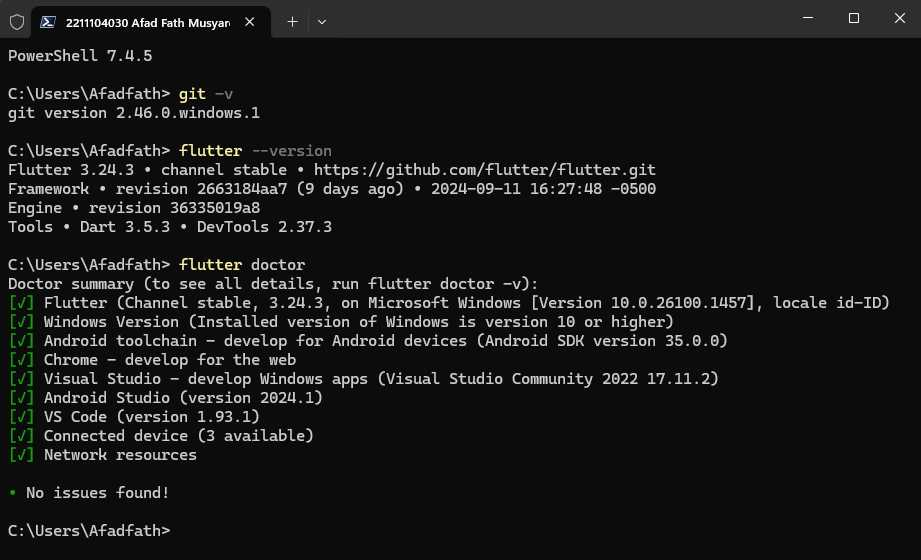 2211104030 Afad Fath Musyar
PowerShell 7.4.5
C:\Users\Afadfath> git -v
git version 2.46.0.windows.1
C:\Users\Afadfath> flutter --version
Flutter 3.24.3 • channel stable • https://github.com/flutter/flutter.git
Framework • revision 2663184aa7 (9 days ago) • 2024-09-11 16:27:48 -0500
Engine • revision 36335019a8
Tools • Dart 3.5.3 • DevTools 2.37.3
C:\Users\Afadfath> flutter doctor
Doctor summary (to see all details, run flutter doctor -v):
[√] Flutter (Channel stable, 3.24.3, on Microsoft Windows [Version 10.0.26100.1457], locale id-ID)
[√] Windows Version (Installed version of Windows is version 10 or higher)
[√] Android toolchain - develop for Android devices (Android SDK version 35.0.0)
[√] Chrome - develop for the web
[√] Visual Studio - develop Windows apps (Visual Studio Community 2022 17.11.2)
[√] Android Studio (version 2024.1)
[√] VS Code (version 1.93.1)
[√] Connected device (3 available)
[√] Network resources
• No issues found!
C:\Users\Afadfath>